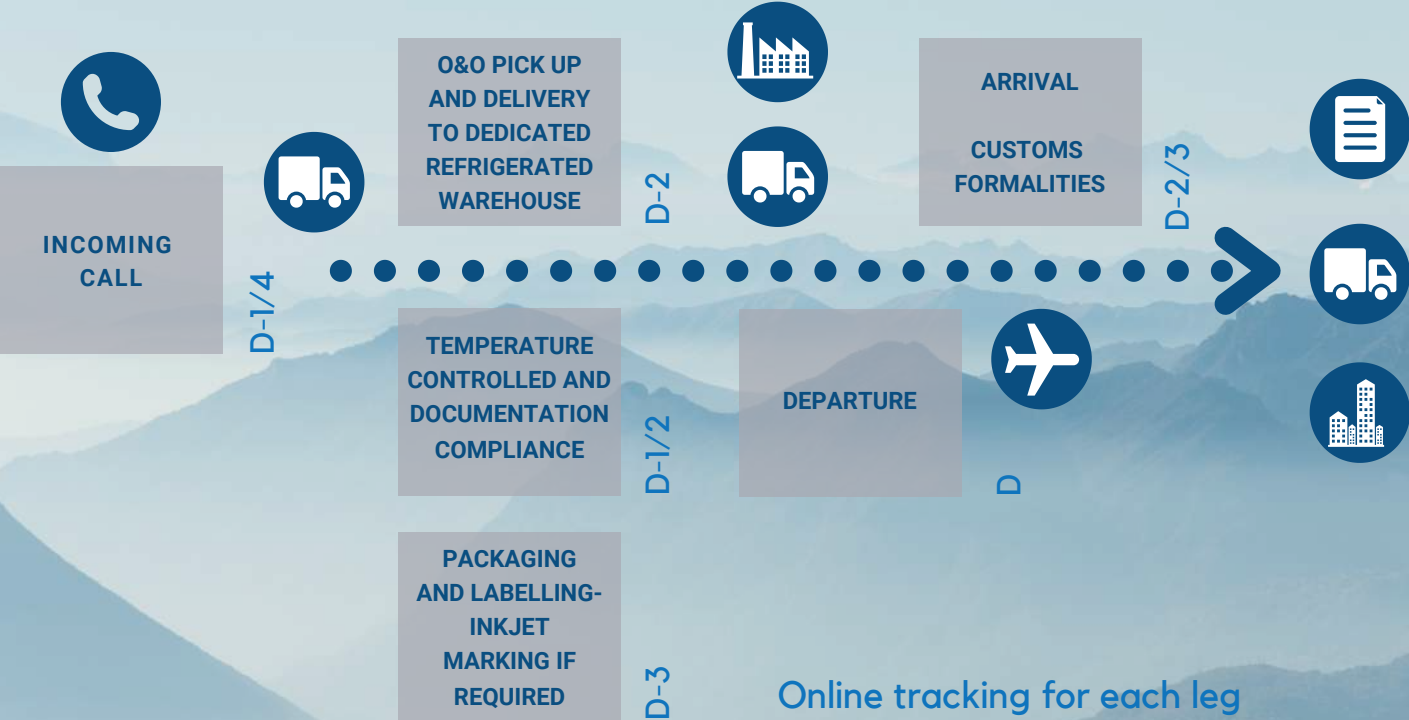 INCOMING
CALL
D-1/4
O&O PICK UP
AND DELIVERY
TO DEDICATED
REFRIGERATED
WAREHOUSE
D-2
TEMPERATURE
CONTROLLED AND
DOCUMENTATION
COMPLIANCE
D-1/2
PACKAGING
AND LABELLING-
INKJET
MARKING IF
REQUIRED
D-3
DEPARTURE
D
ARRIVAL
CUSTOMS
FORMALITIES
D-2/3
Online tracking for each leg